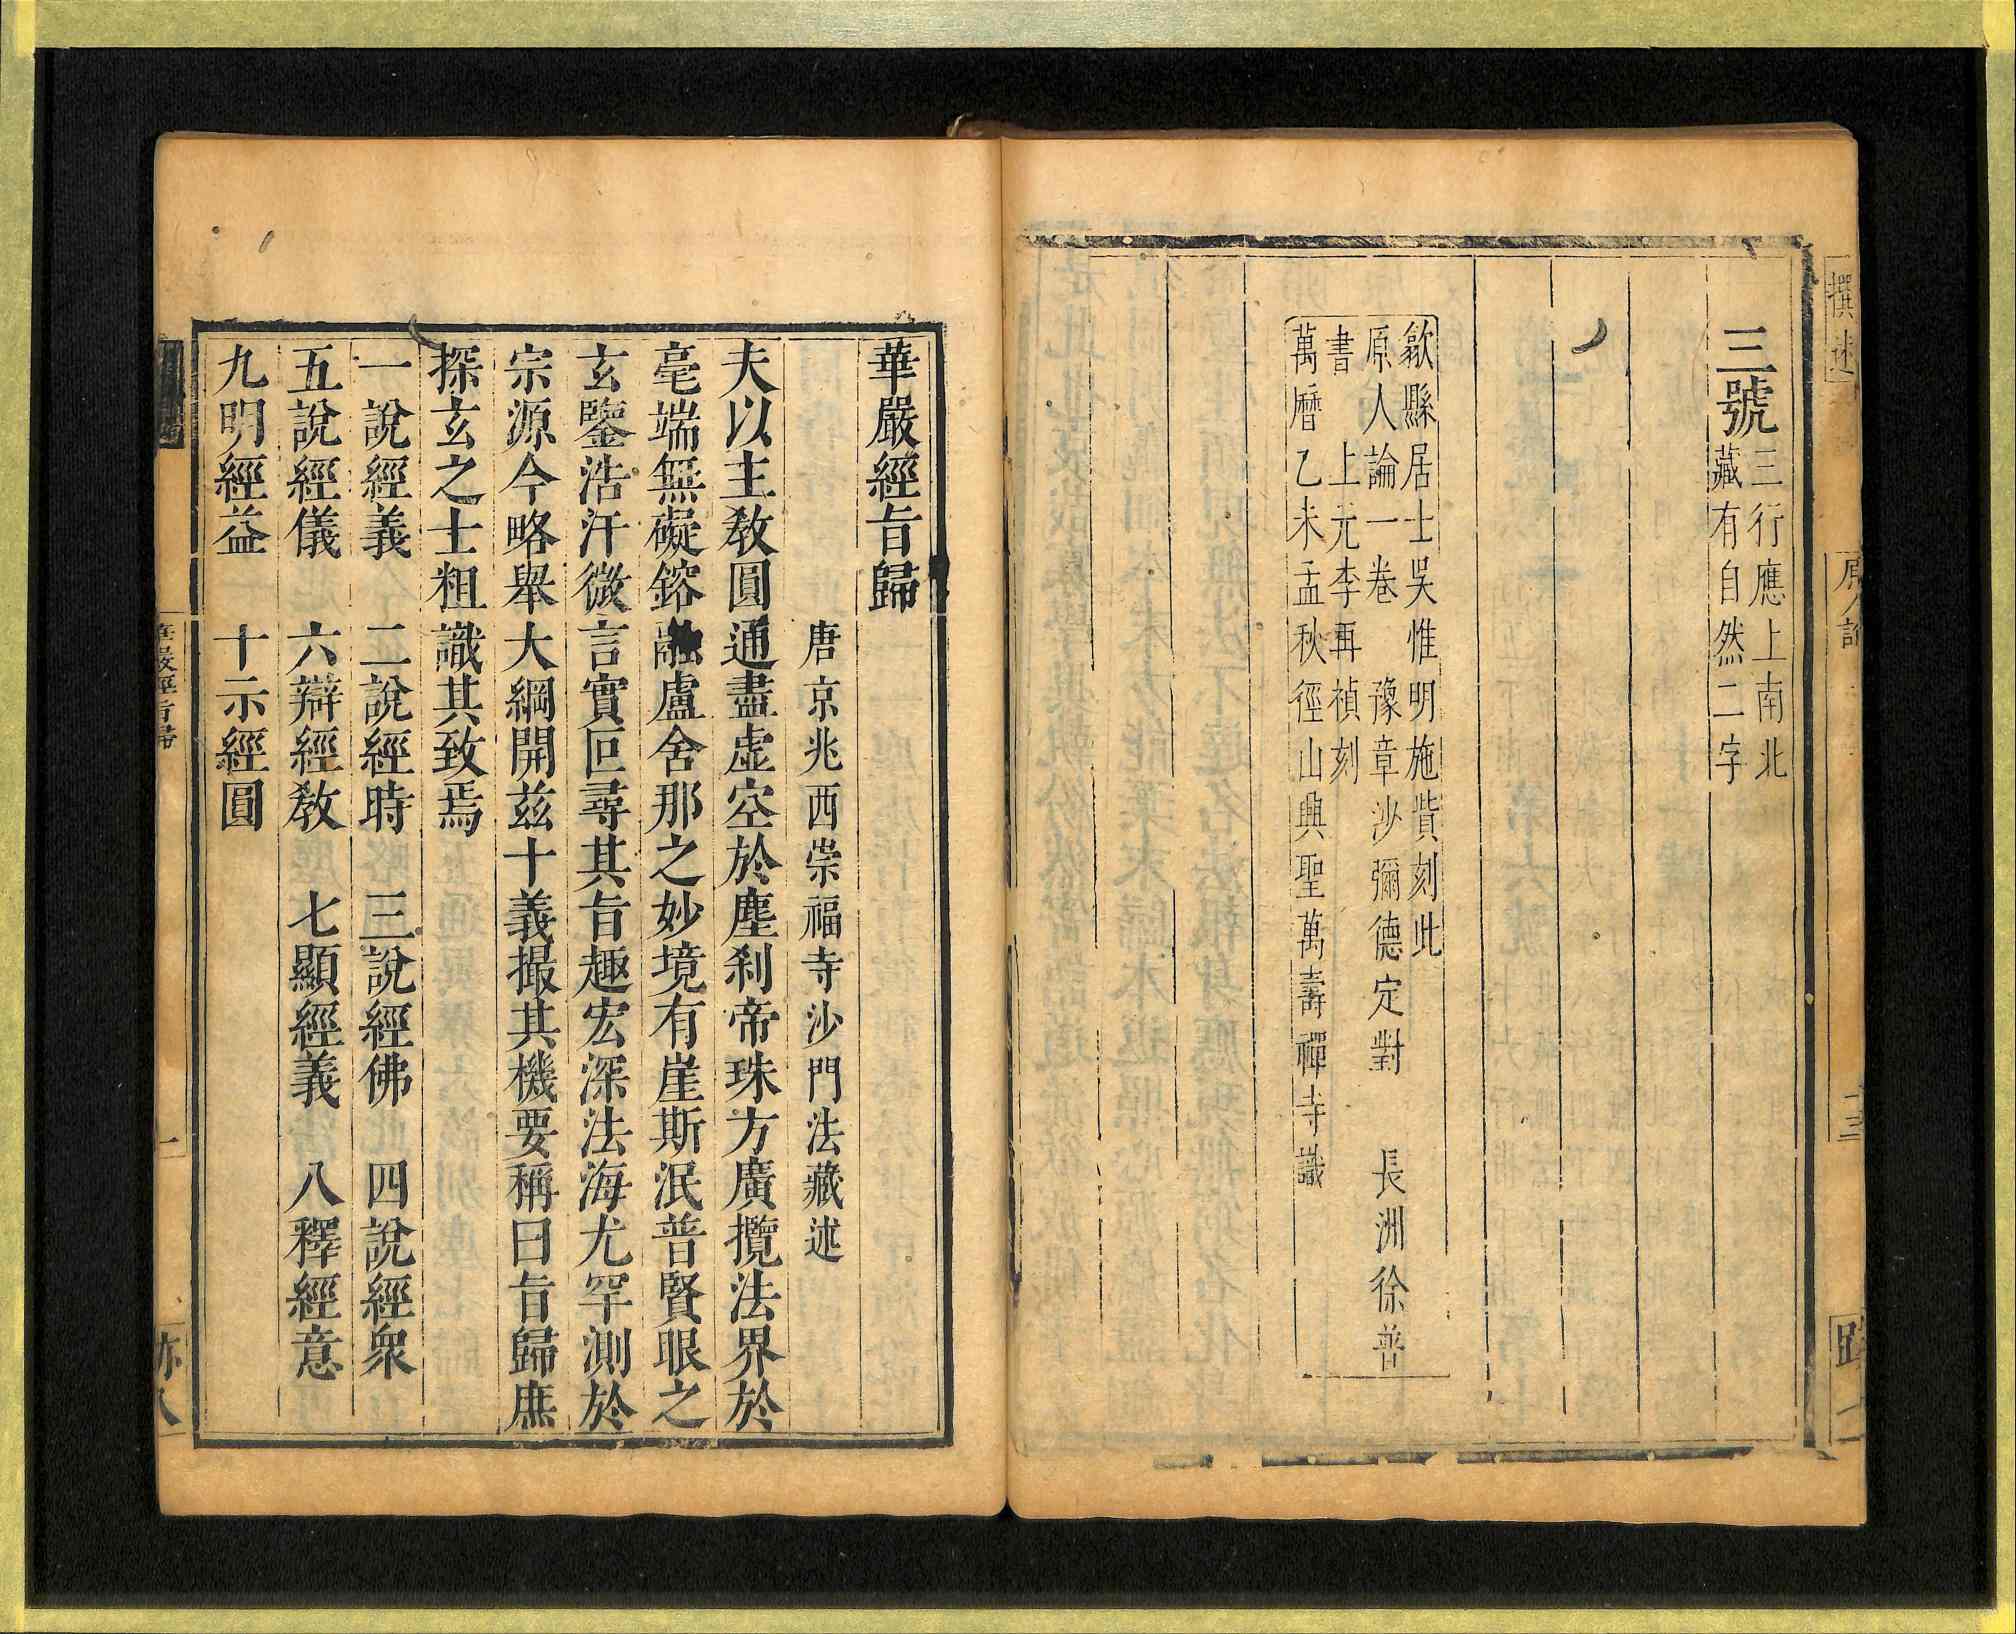 撰述
原人論
十三
三號三行應上南北
藏有自然二字
歙縣居士吳惟明施貲刻此
原人論一卷　豫章沙彌德定對　長洲徐普
書　上元李再楨刻
萬曆乙未孟秋徑山興聖萬壽禪寺識
華嚴經旨歸
唐京兆西崇福寺沙門法藏述
夫以主教圓通盡虛空於塵刹帝珠方廣攬法界於
毫端無礙鎔融盧舍那之妙境有崖斯泯普賢眼之
玄鑒浩汗微言實叵尋其旨趣宏深法海尤罕測於
宗源今略舉大綱開茲十義撮其機要稱曰旨歸庶
探玄之士粗識其致焉
一說經義　二說經時　三說經佛　四說經衆
五說經儀　六辯經教　七顯經義　八釋經意
九明經益　十示經圓
華嚴經旨歸
一